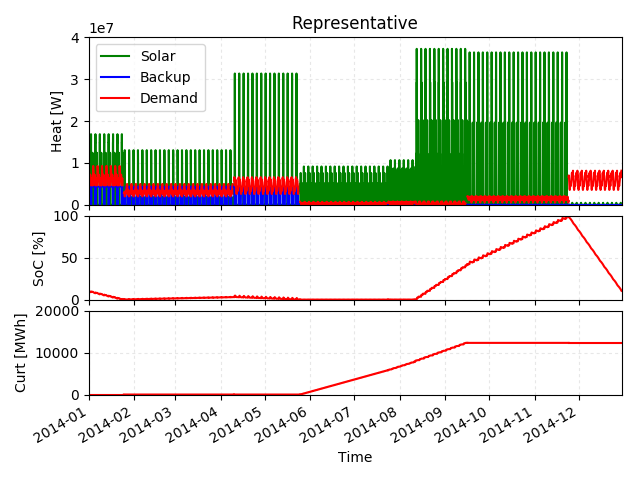 Representative
1e7
Heat [W]
4
3
2
1
0
Solar
Backup
Demand
SoC [%]
100
50
0
Curt [MWh]
20000
10000
0
2014-01
2014-02
2014-03
2014-04
2014-05
2014-06
2014-07
2014-08
2014-09
2014-10
2014-11
2014-12
Time